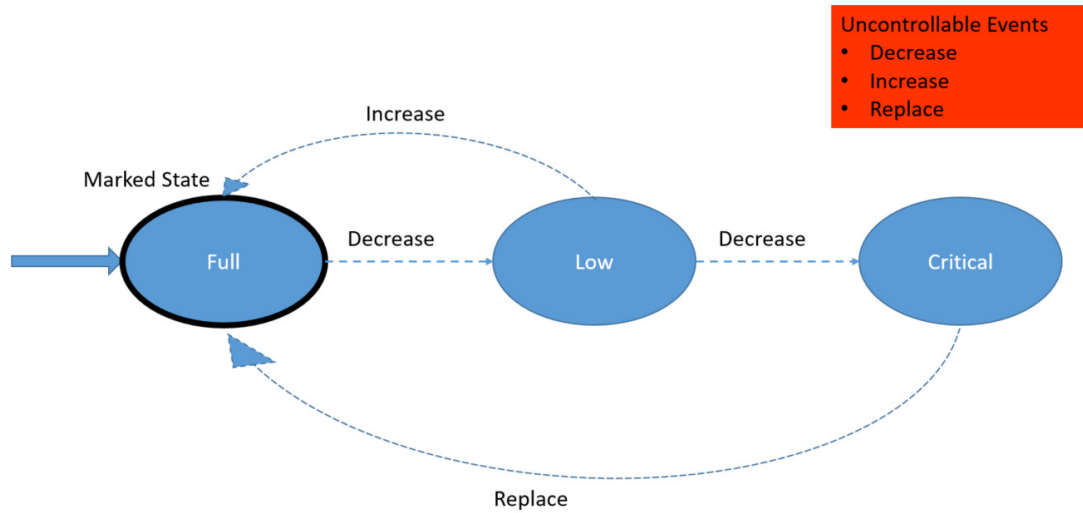 Uncontrollable Events
• Decrease
• Increase
• Replace
Increase
Marked State
Full
Decrease
Low
Decrease
Critical
Replace